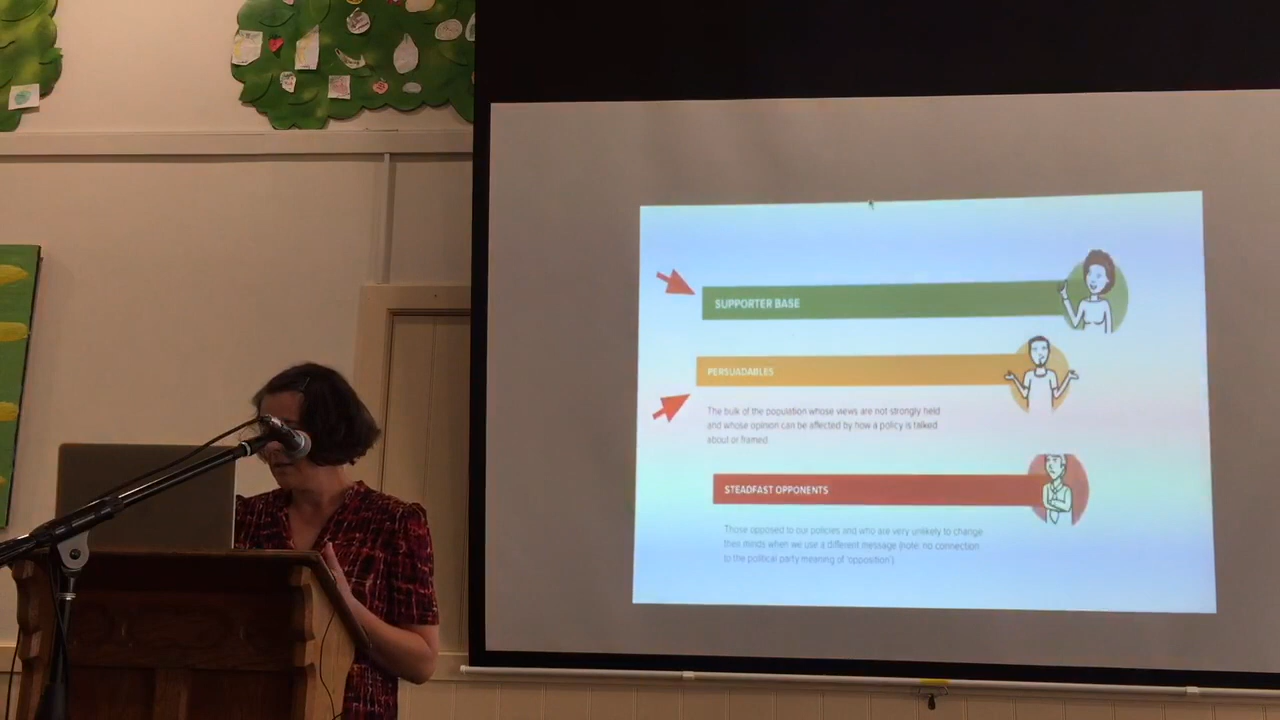 SUPPORTER BASE
PERSUADABLES
The bulk of the population whose views are not strongly held
and whose opinion can be affected by how a policy is talked
about or framed
STEADFAST OPPONENTS
Those opposed to our policies and who are very unlikely to change
their minds when we use a different message (note: no connection
to the political party meaning of 'opposition')